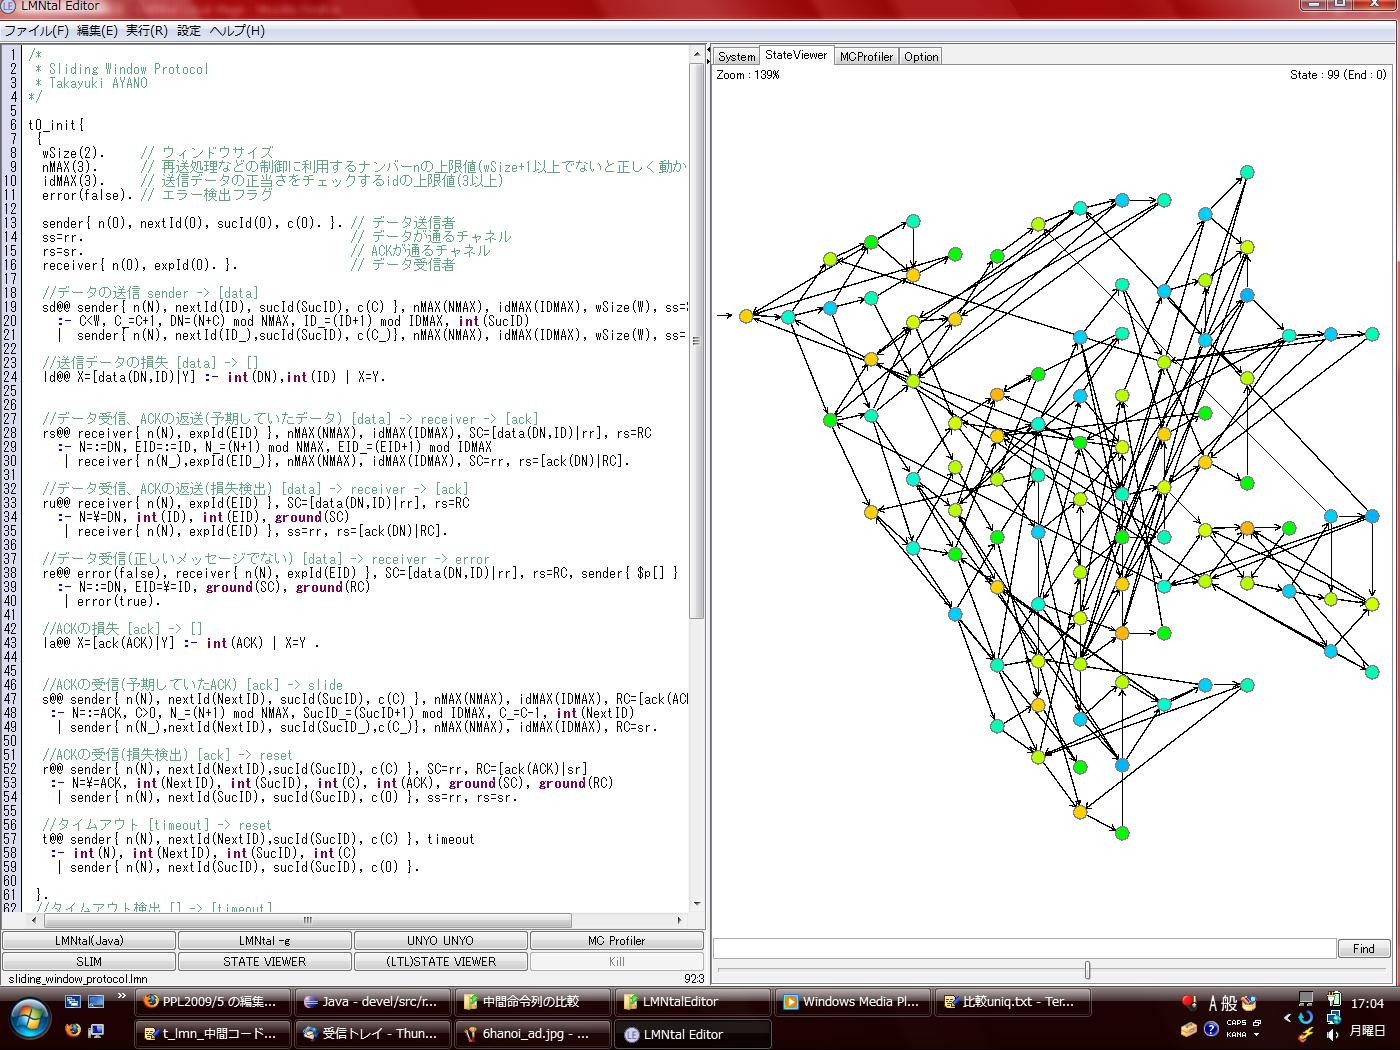 LMNtal Editor
ファイル(F) 編集(E) 実行(R) 設定 ヘルプ(H)
1 /*
2  * Sliding Window Protocol
3  * Takayuki AYANO
4 */
5
6 t0_init{
7  {
8   wSize(2).     // ウィンドウサイズ
9   nMAX(3).      // 再送処理などの制御に利用するナンバーnの上限値(wSize+1以上でないと正しく動か
10   idMAX(3).     // 送信データの正当さをチェックするidの上限値(3以上)
11   error(false). // エラー検出フラグ
12
13   sender{ n(0), nextId(0), sucId(0), c(0). }. // データ送信者
14   ss=rr.                                      // データが通るチャネル
15   rs=sr.                                      // ACKが通るチャネル
16   receiver{ n(0), expId(0). }.                // データ受信者
17
18   //データの送信 sender -> [data]
19   sd@@ sender{ n(N), nextId(ID), sucId(SucID), c(C) }, nMAX(NMAX), idMAX(IDMAX), wSize(W), ss=
20     :- C<W, C_=C+1, DN=(N+C) mod NMAX, ID_=(ID+1) mod IDMAX, int(SucID)
21      |  sender{ n(N), nextId(ID_),sucId(SucID), c(C_)}, nMAX(NMAX), idMAX(IDMAX), wSize(W), ss=
22
23   //送信データの損失 [data] -> []
24   ld@@ X=[data(DN,ID)|Y] :- int(DN),int(ID) | X=Y.
25
26
27   //データ受信、ACKの返送(予期していたデータ) [data] -> receiver -> [ack]
28   rs@@ receiver{ n(N), expId(EID) }, nMAX(NMAX), idMAX(IDMAX), SC=[data(DN,ID)|rr], rs=RC
29     :- N=:=DN, EID=:=ID, N_=(N+1) mod NMAX, EID_=(EID+1) mod IDMAX
30      | receiver{ n(N_),expId(EID_)}, nMAX(NMAX), idMAX(IDMAX), SC=rr, rs=[ack(DN)|RC].
31
32   //データ受信、ACKの返送(損失検出) [data] -> receiver -> [ack]
33   ru@@ receiver{ n(N), expId(EID) }, SC=[data(DN,ID)|rr], rs=RC
34     :- N=¥=DN, int(ID), int(EID), ground(SC)
35      | receiver{ n(N), expId(EID) }, ss=rr, rs=[ack(DN)|RC].
36
37   //データ受信(正しいメッセージでない) [data] -> receiver -> error
38   re@@ error(false), receiver{ n(N), expId(EID) }, SC=[data(DN,ID)|rr], rs=RC, sender{ $p[] }
39     :- N=:=DN, EID=¥=ID, ground(SC), ground(RC)
40      | error(true).
41
42   //ACKの損失 [ack] -> []
43   la@@ X=[ack(ACK)|Y] :- int(ACK) | X=Y .
44
45
46   //ACKの受信(予期していたACK) [ack] -> slide
47   s@@ sender{ n(N), nextId(NextID), sucId(SucID), c(C) }, nMAX(NMAX), idMAX(IDMAX), RC=[ack(ACK
48     :- N=:=ACK, C>0, N_=(N+1) mod NMAX, SucID_=(SucID+1) mod IDMAX, C_=C-1, int(NextID)
49      | sender{ n(N_),nextId(NextID), sucId(SucID_),c(C_)}, nMAX(NMAX), idMAX(IDMAX), RC=sr.
50
51   //ACKの受信(損失検出) [ack] -> reset
52   r@@ sender{ n(N), nextId(NextID),sucId(SucID), c(C) }, SC=rr, RC=[ack(ACK)|sr]
53     :- N=¥=ACK, int(NextID), int(SucID), int(C), int(ACK), ground(SC), ground(RC)
54      | sender{ n(N), nextId(SucID), sucId(SucID), c(0) }, ss=rr, rs=sr.
55
56   //タイムアウト [timeout] -> reset
57   t@@ sender{ n(N), nextId(NextID),sucId(SucID), c(C) }, timeout
58     :- int(N), int(NextID), int(SucID), int(C)
59      | sender{ n(N), nextId(SucID), sucId(SucID), c(0) }.
60
61  }.
62  //タイムアウト検出 [] -> [timeout]
LMNtal(Java) LMNtal -g UNYO UNYO MC Profiler
SLIM STATE VIEWER (LTL)STATE VIEWER Kill
sliding_window_protocol.lmn 92:3
System StateViewer MCProfiler Option
Zoom : 139% State : 99 (End : 0)
Find
PPL2009/5 の編集... Java - devel/src/r... 中間命令列の比較 LMNtalEditor Windows Media Pl... 比較uniq.txt - Ter...
t_lmn_中間コード... 受信トレイ - Thun... 6hanoi_ad.jpg - ... LMNtal Editor
A 般 CAPS KANA
17:04
月曜日